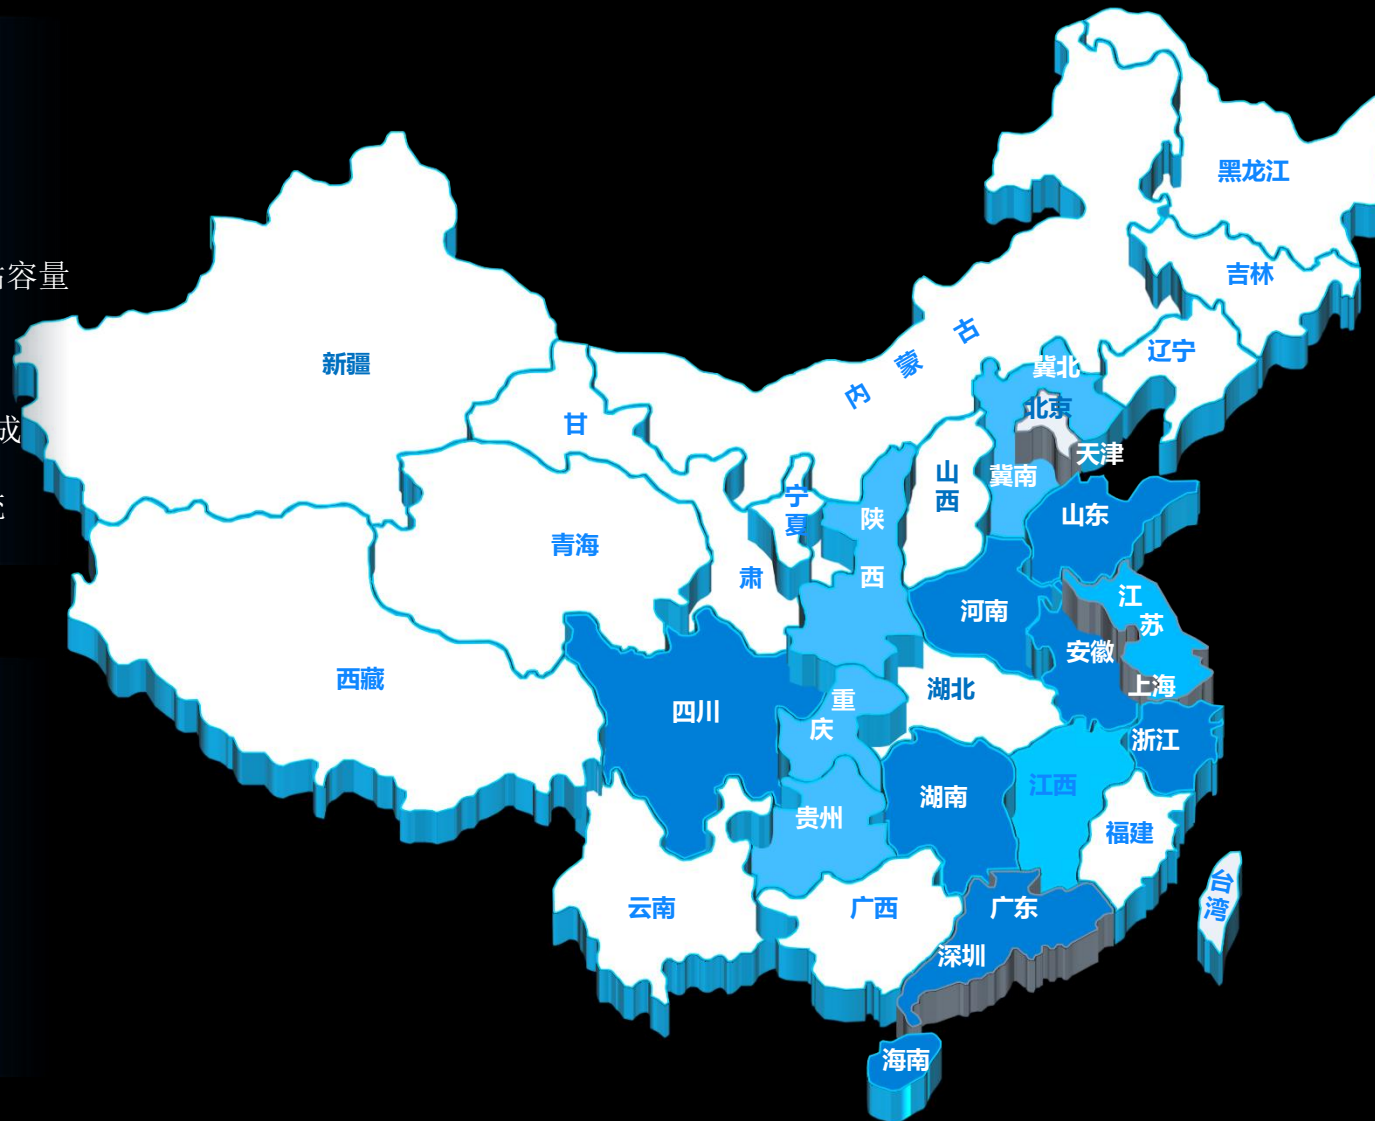 黑龙江
吉林
容量
辽宁
内蒙古
冀北
新疆
北京
甘
成
天津
山西
冀南
宁夏
山东
陕西
青海
肃
江苏
河南
安徽
西藏
湖北
上海
重庆
四川
浙江
江西
湖南
贵州
福建
台湾
云南
广西
广东
深圳
海南